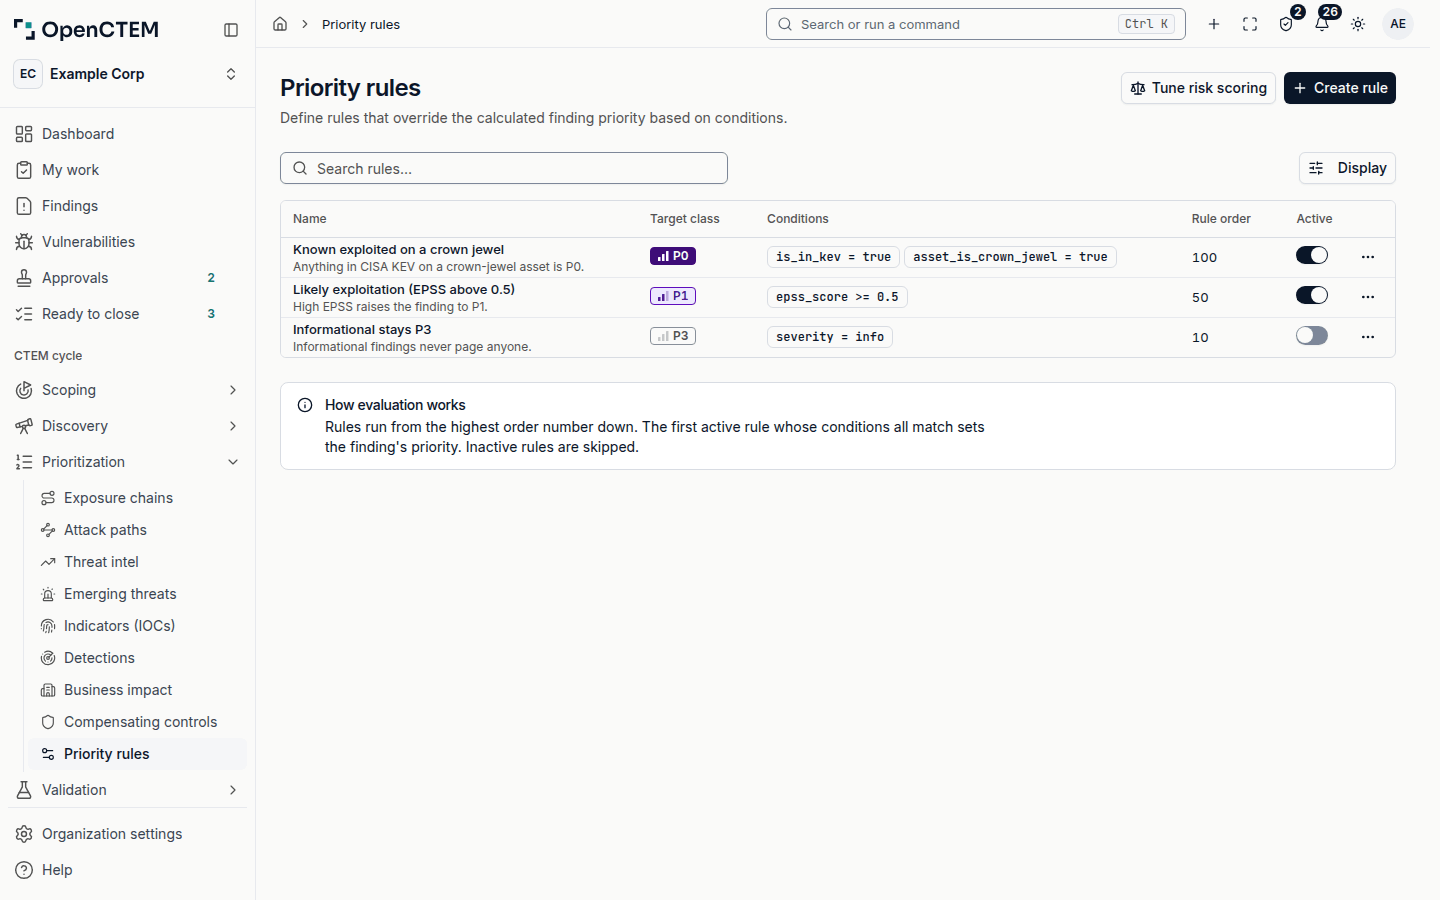 OpenCTEM
EC Example Corp
Dashboard
My work
Findings
Vulnerabilities
Approvals 2
Ready to close 3
CTEM cycle
Scoping
Discovery
Prioritization
Exposure chains
Attack paths
Threat intel
Emerging threats
Indicators (IOCs)
Detections
Business impact
Compensating controls
Priority rules
Validation
Organization settings
Help
Priority rules
Search or run a command Ctrl K
2
26
AE
Priority rules
Define rules that override the calculated finding priority based on conditions.
Tune risk scoring
Create rule
Search rules...
Display
Name Target class Conditions Rule order Active
Known exploited on a crown jewel
Anything in CISA KEV on a crown-jewel asset is P0.
P0 is_in_kev = true asset_is_crown_jewel = true 100
Likely exploitation (EPSS above 0.5)
High EPSS raises the finding to P1.
P1 epss_score >= 0.5 50
Informational stays P3
Informational findings never page anyone.
P3 severity = info 10
How evaluation works
Rules run from the highest order number down. The first active rule whose conditions all match sets
the finding's priority. Inactive rules are skipped.